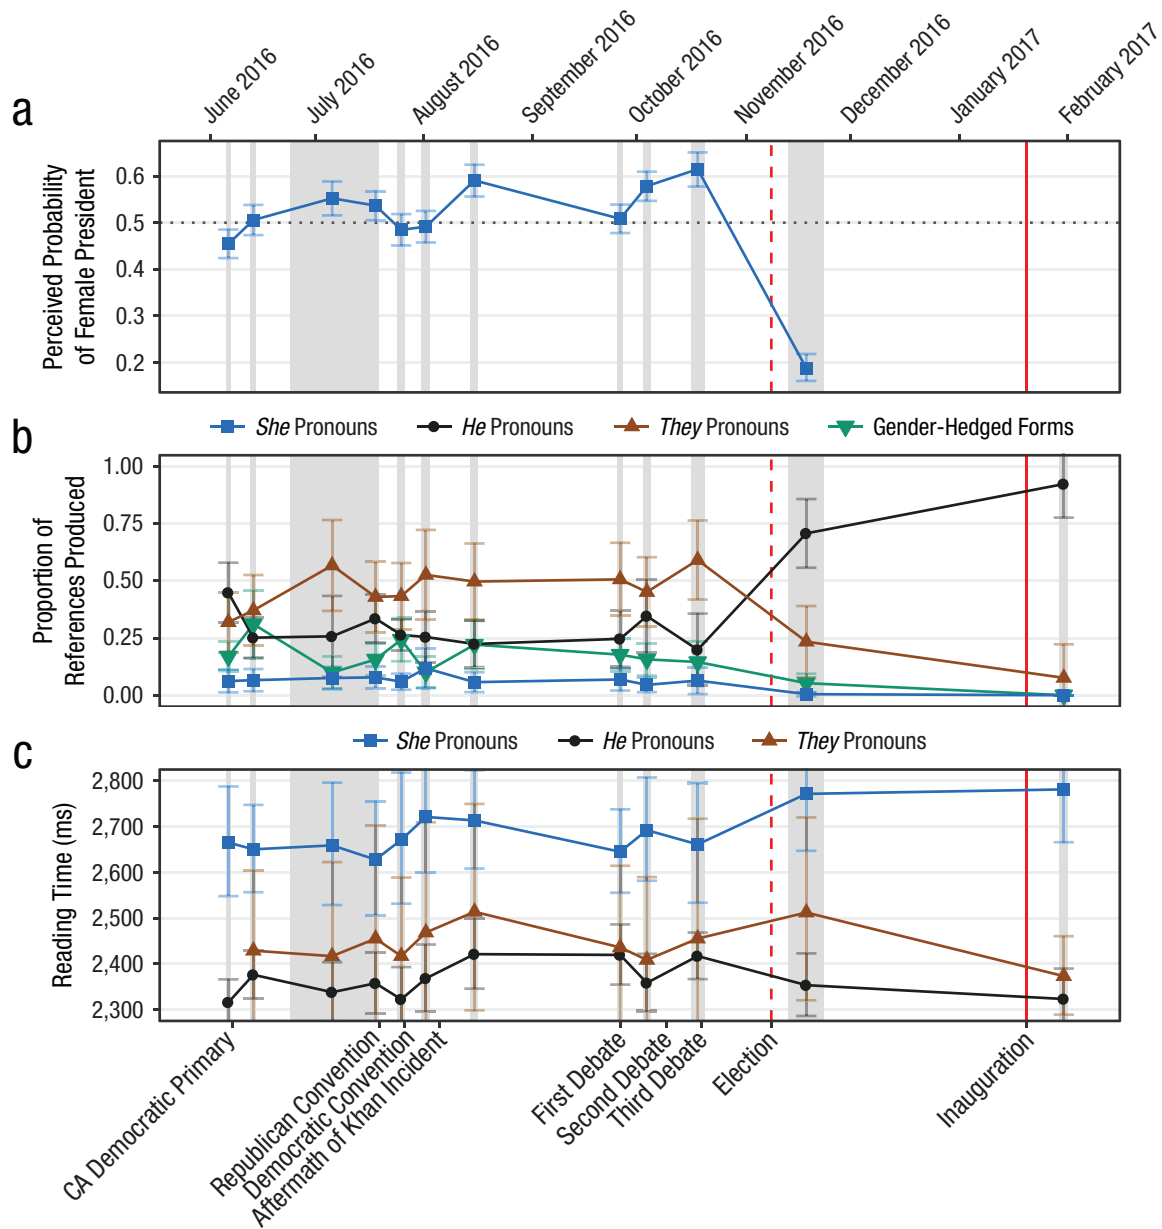 June 2016
July 2016
August 2016
September 2016
October 2016
November 2016
December 2016
January 2017
February 2017
a
Perceived Probability
of Female President
0.6
0.5
0.4
0.3
0.2
She Pronouns
He Pronouns
They Pronouns
Gender-Hedged Forms
b
Proportion of
References Produced
1.00
0.75
0.50
0.25
0.00
She Pronouns
He Pronouns
They Pronouns
c
Reading Time (ms)
2,800
2,700
2,600
2,500
2,400
2,300
CA Democratic Primary
Republican Convention
Democratic Convention
Aftermath of Khan Incident
First Debate
Second Debate
Third Debate
Election
Inauguration